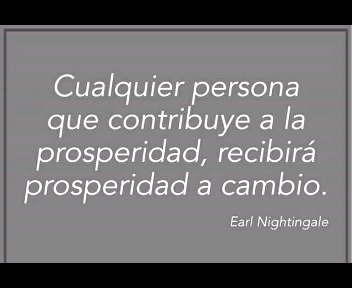 Cualquier persona
que contribuye a la
prosperidad, recibirá
prosperidad a cambio.
Earl Nightingale